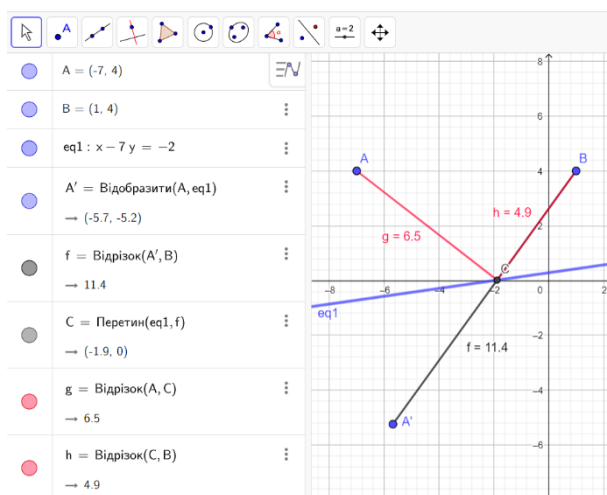 A
a=2
A = (-7, 4)
B = (1, 4)
eq1 : x − 7 y = −2
A′ = Відобразити(A, eq1)
→ (-5.7, -5.2)
f = Відрізок(A′, B)
→ 11.4
C = Перетин(eq1, f)
→ (-1.9, 0)
g = Відрізок(A, C)
→ 6.5
h = Відрізок(C, B)
→ 4.9
8
6
A
B
4
h = 4.9
g = 6.5
2
C
−8
−6
−4
−2
0
2
eq1
−2
f = 11.4
−4
A'
−6